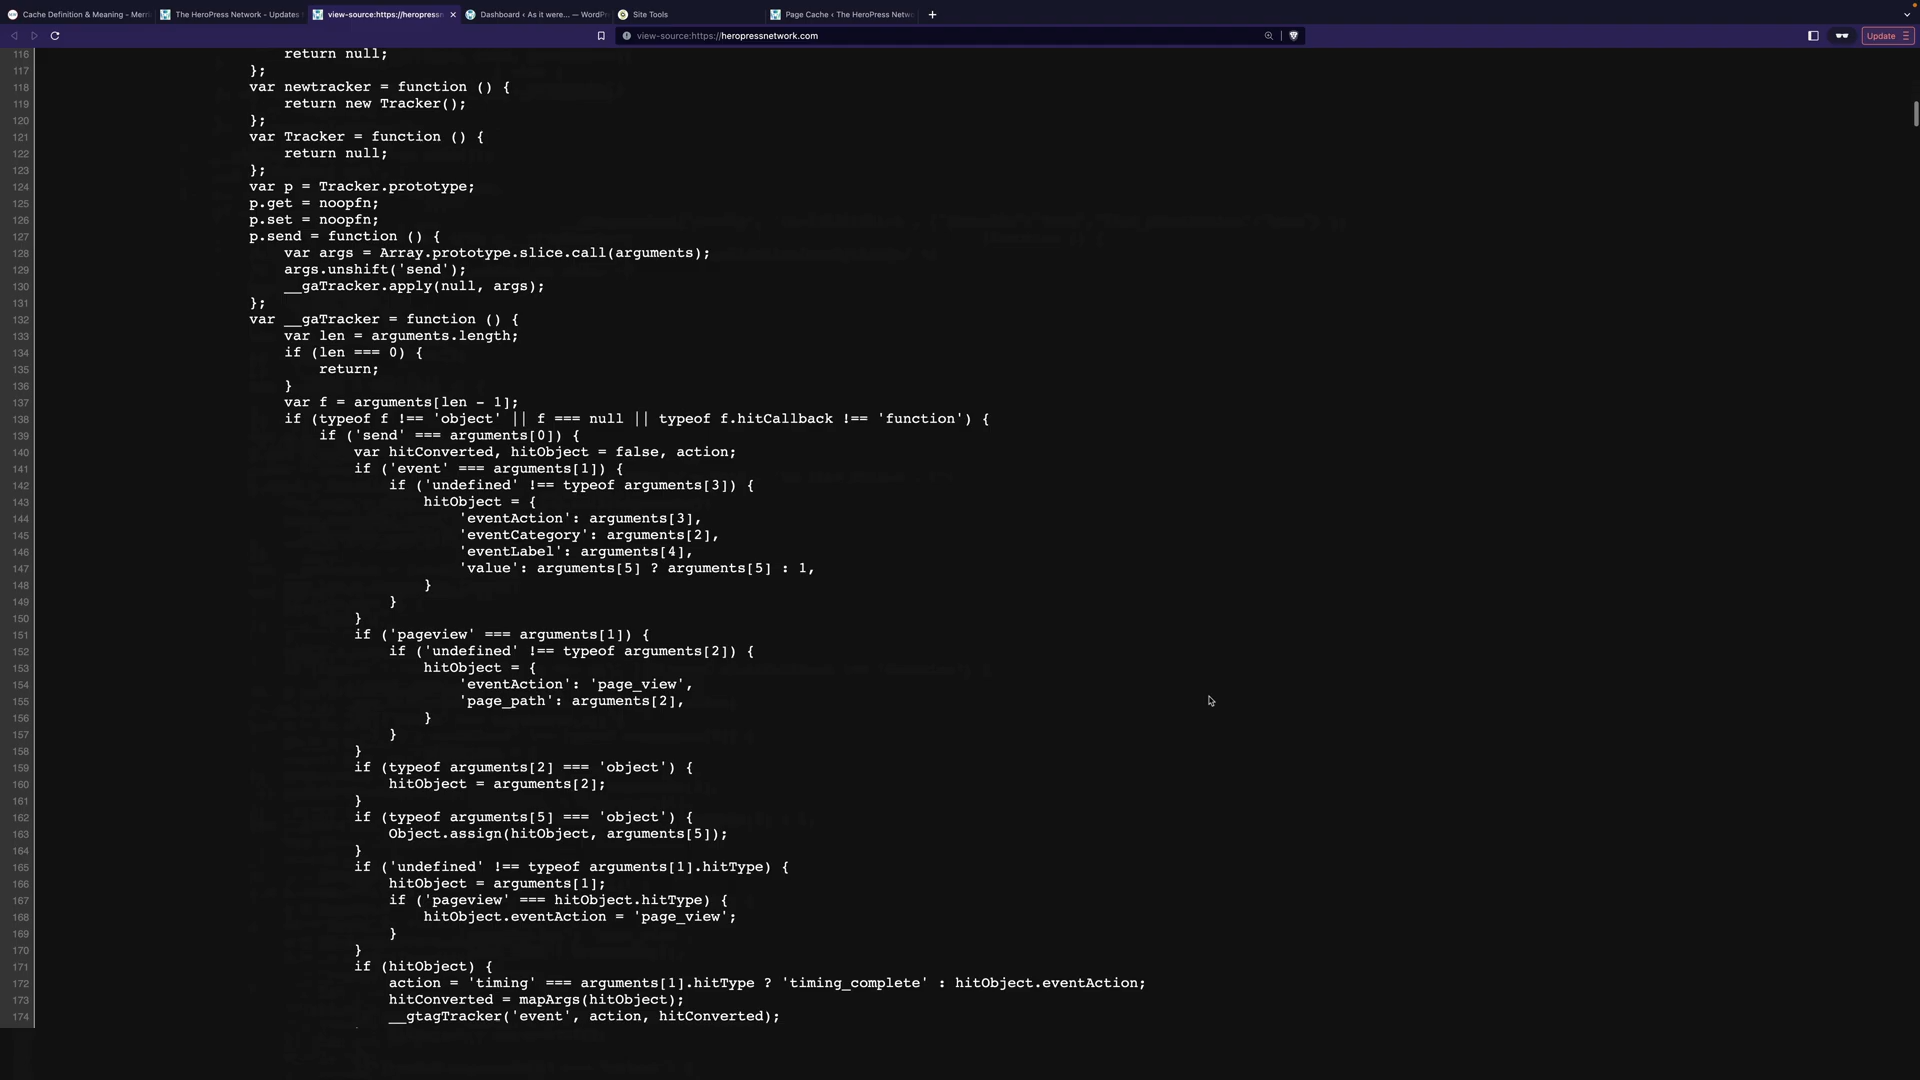 Cache Definition & Meaning - Merri
The HeroPress Network - Updates
view-source:https://heropressn
Dashboard ‹ As it were... — WordPr
Site Tools
Page Cache ‹ The HeroPress Netwo
view-source:https://heropressnetwork.com
Update
116 return null;
117 };
118 var newtracker = function () {
119 return new Tracker();
120 };
121 var Tracker = function () {
122 return null;
123 };
124 var p = Tracker.prototype;
125 p.get = noopfn;
126 p.set = noopfn;
127 p.send = function () {
128 var args = Array.prototype.slice.call(arguments);
129 args.unshift('send');
130 __gaTracker.apply(null, args);
131 };
132 var __gaTracker = function () {
133 var len = arguments.length;
134 if (len === 0) {
135 return;
136 }
137 var f = arguments[len - 1];
138 if (typeof f !== 'object' || f === null || typeof f.hitCallback !== 'function') {
139 if ('send' === arguments[0]) {
140 var hitConverted, hitObject = false, action;
141 if ('event' === arguments[1]) {
142 if ('undefined' !== typeof arguments[3]) {
143 hitObject = {
144 'eventAction': arguments[3],
145 'eventCategory': arguments[2],
146 'eventLabel': arguments[4],
147 'value': arguments[5] ? arguments[5] : 1,
148 }
149 }
150 }
151 if ('pageview' === arguments[1]) {
152 if ('undefined' !== typeof arguments[2]) {
153 hitObject = {
154 'eventAction': 'page_view',
155 'page_path': arguments[2],
156 }
157 }
158 }
159 if (typeof arguments[2] === 'object') {
160 hitObject = arguments[2];
161 }
162 if (typeof arguments[5] === 'object') {
163 Object.assign(hitObject, arguments[5]);
164 }
165 if ('undefined' !== typeof arguments[1].hitType) {
166 hitObject = arguments[1];
167 if ('pageview' === hitObject.hitType) {
168 hitObject.eventAction = 'page_view';
169 }
170 }
171 if (hitObject) {
172 action = 'timing' === arguments[1].hitType ? 'timing_complete' : hitObject.eventAction;
173 hitConverted = mapArgs(hitObject);
174 __gtagTracker('event', action, hitConverted);